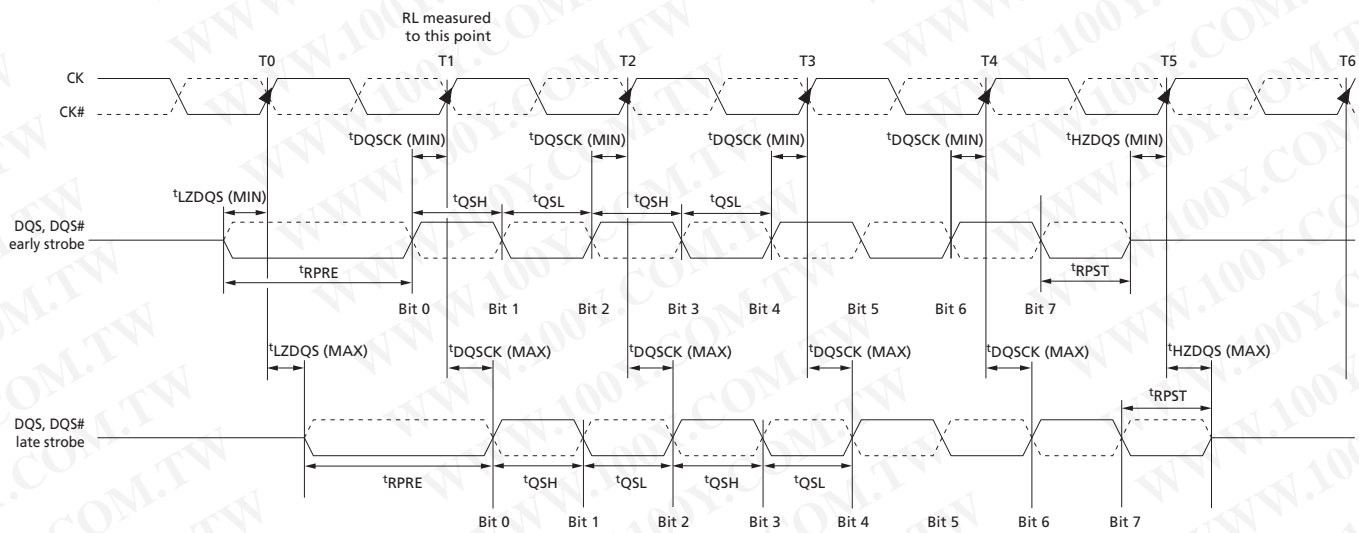 RL measured
to this point
T0 T1 T2 T3 T4 T5 T6
CK
CK#
tDQSCK (MIN) tDQSCK (MIN) tDQSCK (MIN) tDQSCK (MIN) tHZDQS (MIN)
tLZDQS (MIN)
tQSH tQSL tQSH tQSL
DQS, DQS#
early strobe
tRPRE tRPST
Bit 0 Bit 1 Bit 2 Bit 3 Bit 4 Bit 5 Bit 6 Bit 7
tLZDQS (MAX) tDQSCK (MAX) tDQSCK (MAX) tDQSCK (MAX) tDQSCK (MAX) tHZDQS (MAX)
tRPST
DQS, DQS#
late strobe
tRPRE tQSH tQSL tQSH tQSL
Bit 0 Bit 1 Bit 2 Bit 3 Bit 4 Bit 5 Bit 6 Bit 7
WWW.100Y.COM.TW